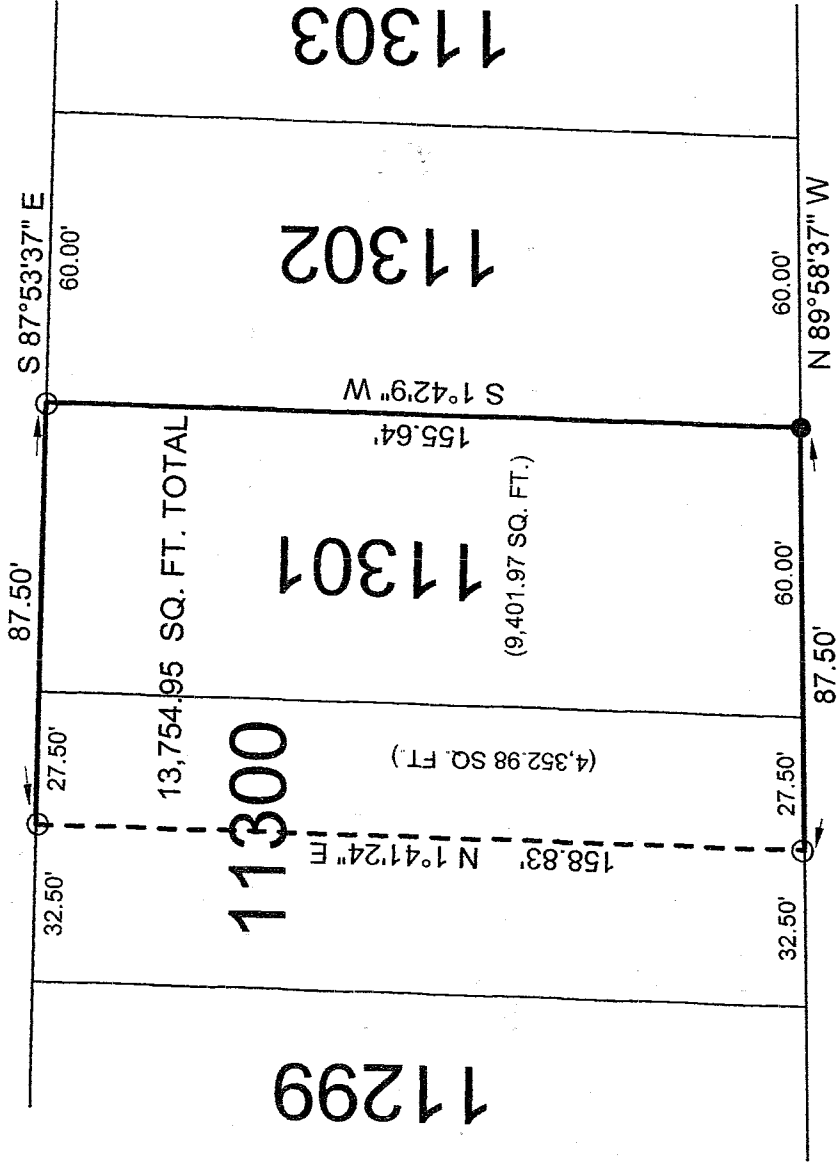 11303
S 87°53'37" E
60.00'
11302
60.00'
N 89°58'37" W
S 1°42'9" W
155.64'
87.50'
13,754.95 SQ. FT. TOTAL
11301
(9,401.97 SQ. FT.)
60.00'
87.50'
27.50'
11300
(4,352.98 SQ. FT.)
27.50'
N 1°41'24" E 158.83'
32.50'
32.50'
11299